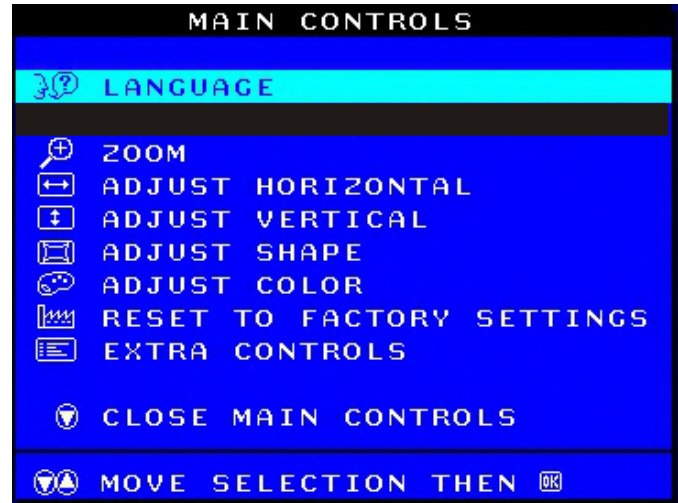 MAIN CONTROLS
LANGUAGE
ZOOM
ADJUST HORIZONTAL
ADJUST VERTICAL
ADJUST SHAPE
ADJUST COLOR
RESET TO FACTORY SETTINGS
EXTRA CONTROLS
CLOSE MAIN CONTROLS
MOVE SELECTION THEN OK